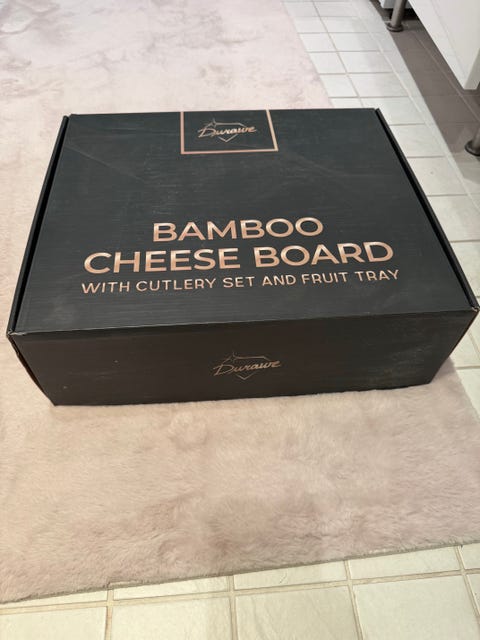 Durawe
BAMBOO
CHEESE BOARD
WITH CUTLERY SET AND FRUIT TRAY
Durawe